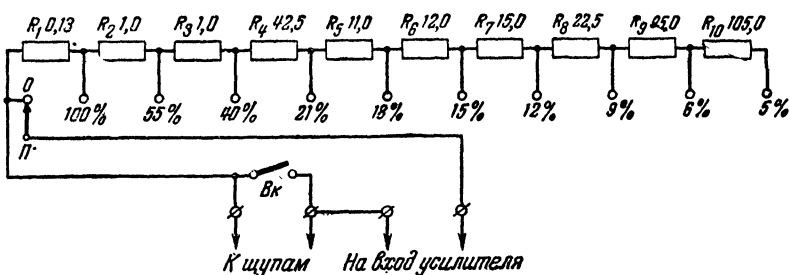 R₁ 0,13 R₂ 1,0 R₃ 1,0 R₄ 42,5 R₅ 11,0 R₆ 12,0 R₇ 15,0 R₈ 22,5 R₉ 95,0 R₁₀ 105,0
0
100% 55% 40% 21% 18% 15% 12% 9% 6% 5%
П
Вк
К щупам На вход усилителя